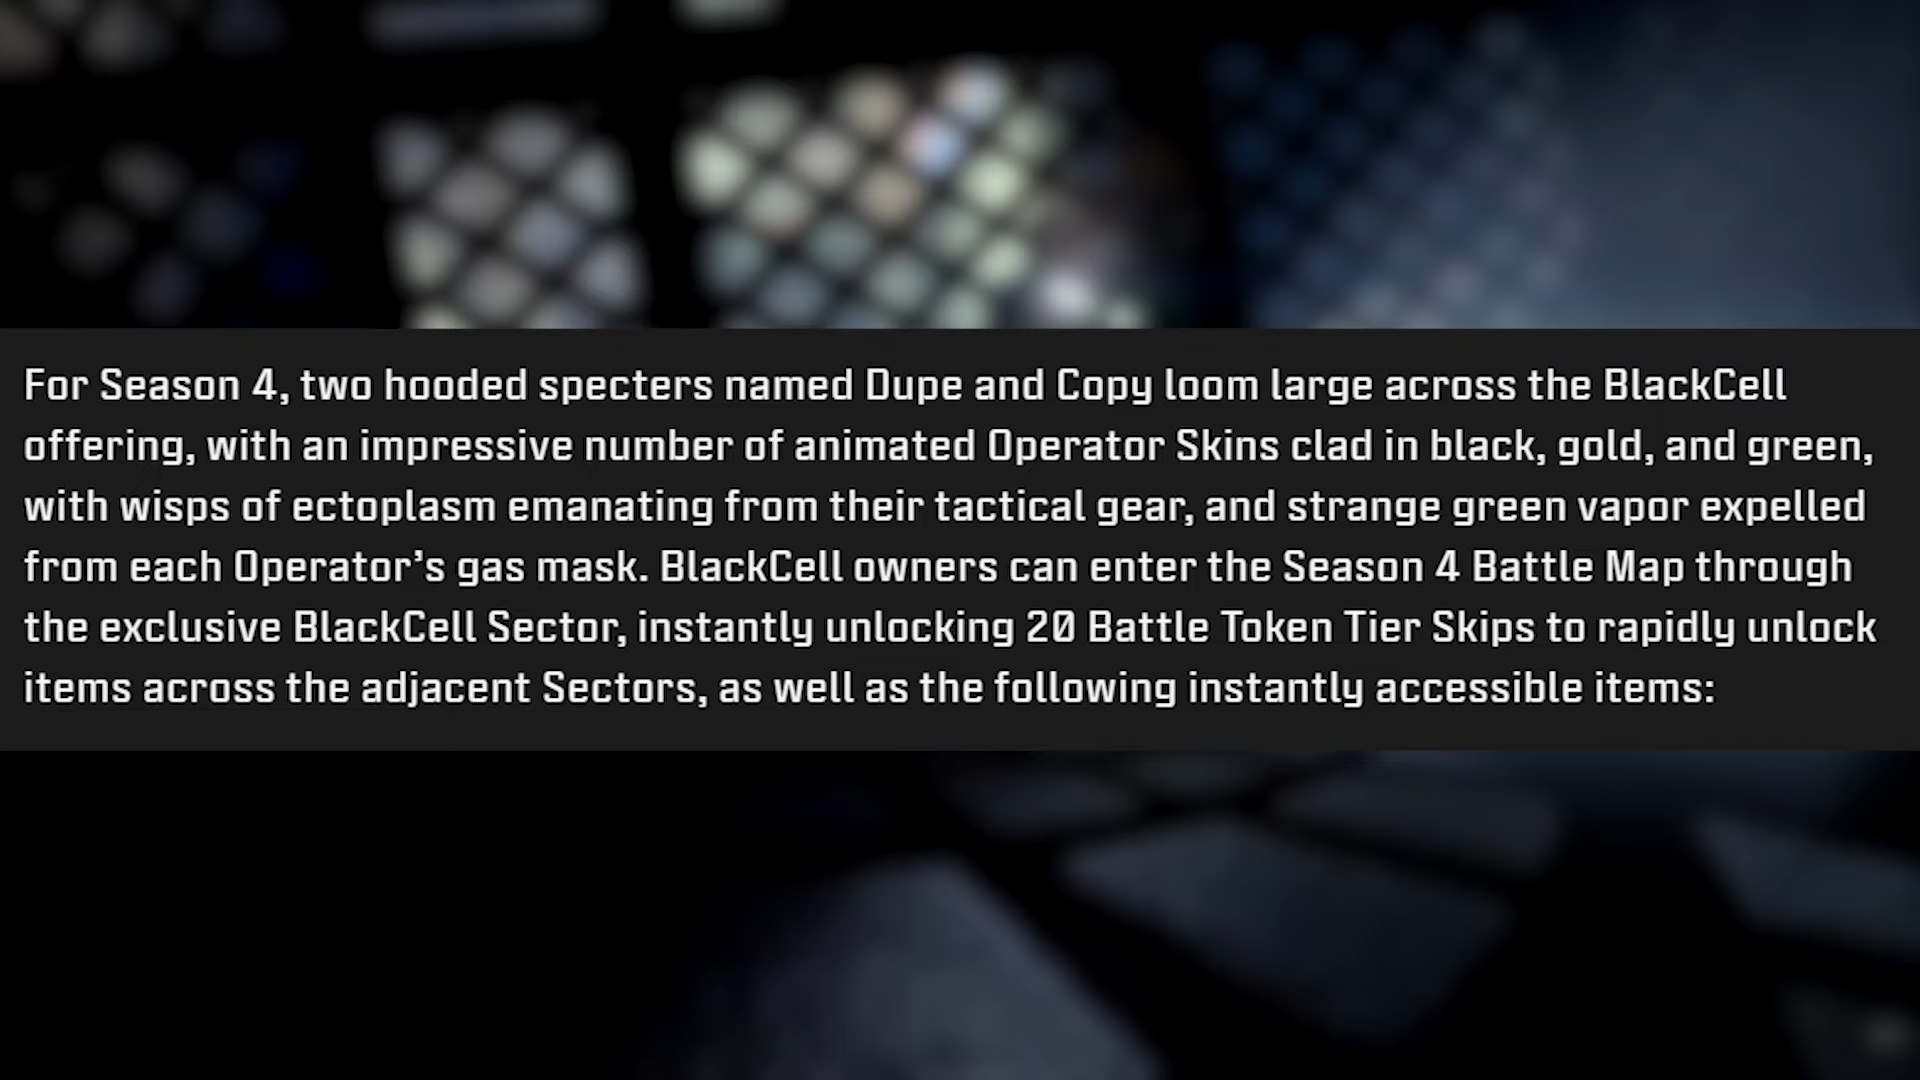 For Season 4, two hooded specters named Dupe and Copy loom large across the BlackCell
offering, with an impressive number of animated Operator Skins clad in black, gold, and green,
with wisps of ectoplasm emanating from their tactical gear, and strange green vapor expelled
from each Operator’s gas mask. BlackCell owners can enter the Season 4 Battle Map through
the exclusive BlackCell Sector, instantly unlocking 20 Battle Token Tier Skips to rapidly unlock
items across the adjacent Sectors, as well as the following instantly accessible items: